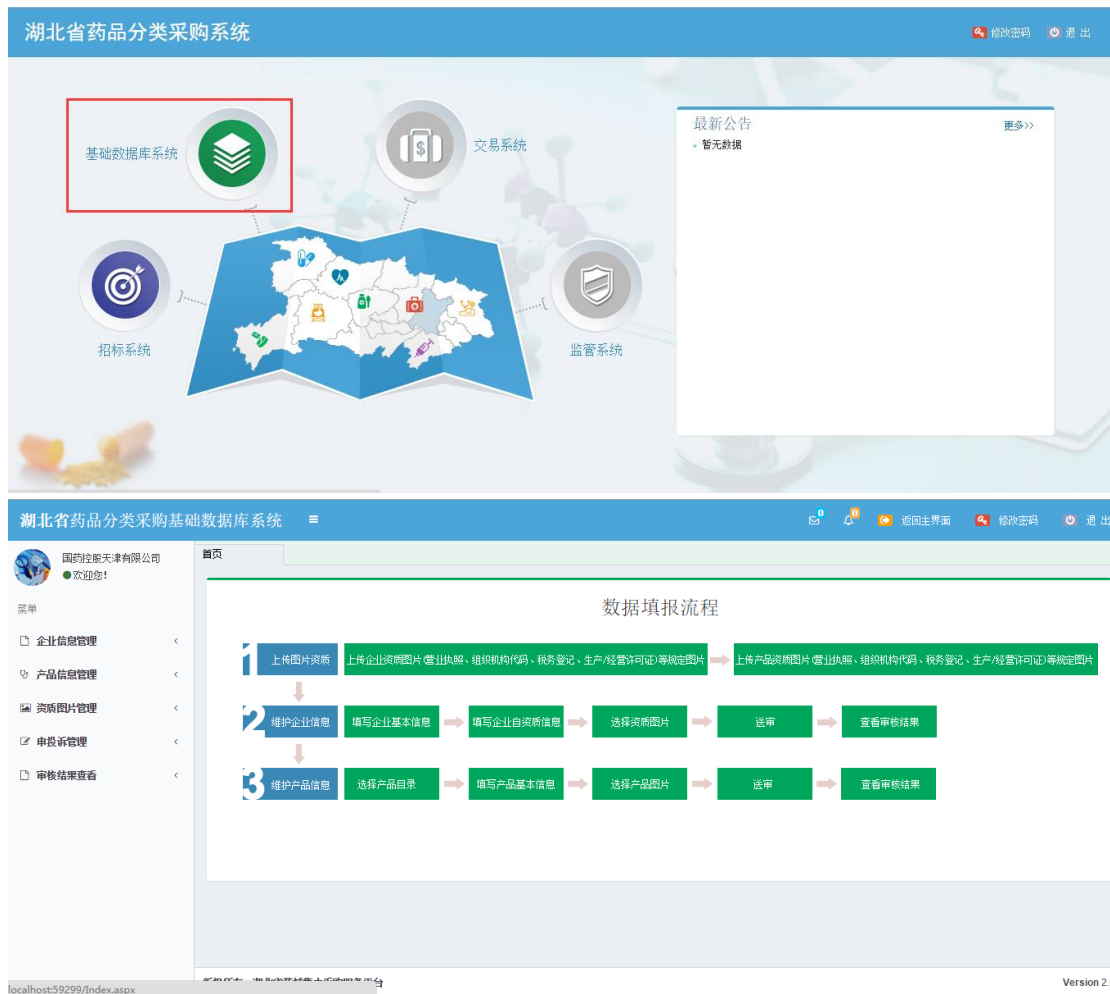 湖北省药品分类采购系统
修改密码
退 出
基础数据库系统
交易系统
招标系统
监管系统
最新公告
更多>>
暂无数据
湖北省药品分类采购基础数据库系统
0
0
返回主界面
修改密码
退 出
国药控股天津有限公司
欢迎您!
菜单
企业信息管理
产品信息管理
资质图片管理
申投诉管理
审核结果查看
首页
数据填报流程
1 上传图片资质 上传企业资质图片(营业执照、组织机构代码、税务登记、生产/经营许可证)等规定图片 上传产品资质图片(营业执照、组织机构代码、税务登记、生产/经营许可证)等规定图片
2 维护企业信息 填写企业基本信息 填写企业自资质信息 选择资质图片 送审 查看审核结果
3 维护产品信息 选择产品目录 填写产品基本信息 选择产品图片 送审 查看审核结果
Version 2.
localhost:59299/Index.aspx